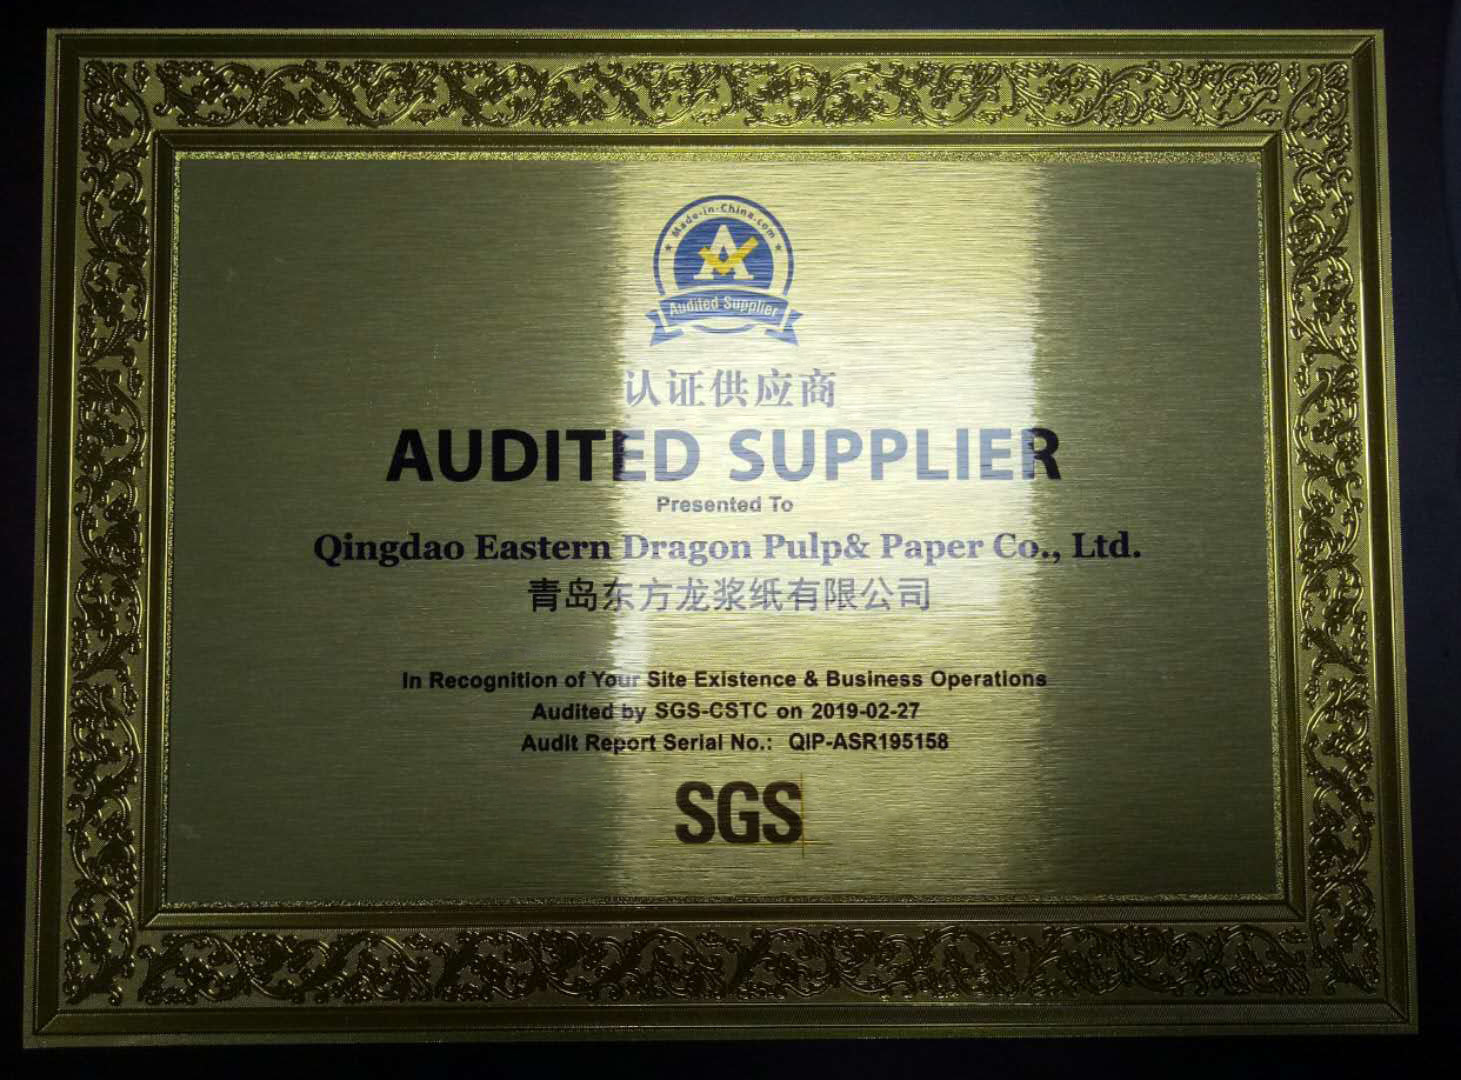 Made-in-China.com
A
Audited Supplier
认证供应商
AUDITED SUPPLIER
Presented To
Qingdao Eastern Dragon Pulp& Paper Co., Ltd.
青岛东方龙浆纸有限公司
In Recognition of Your Site Existence & Business Operations
Audited by SGS-CSTC on 2019-02-27
Audit Report Serial No.: QIP-ASR195158
SGS